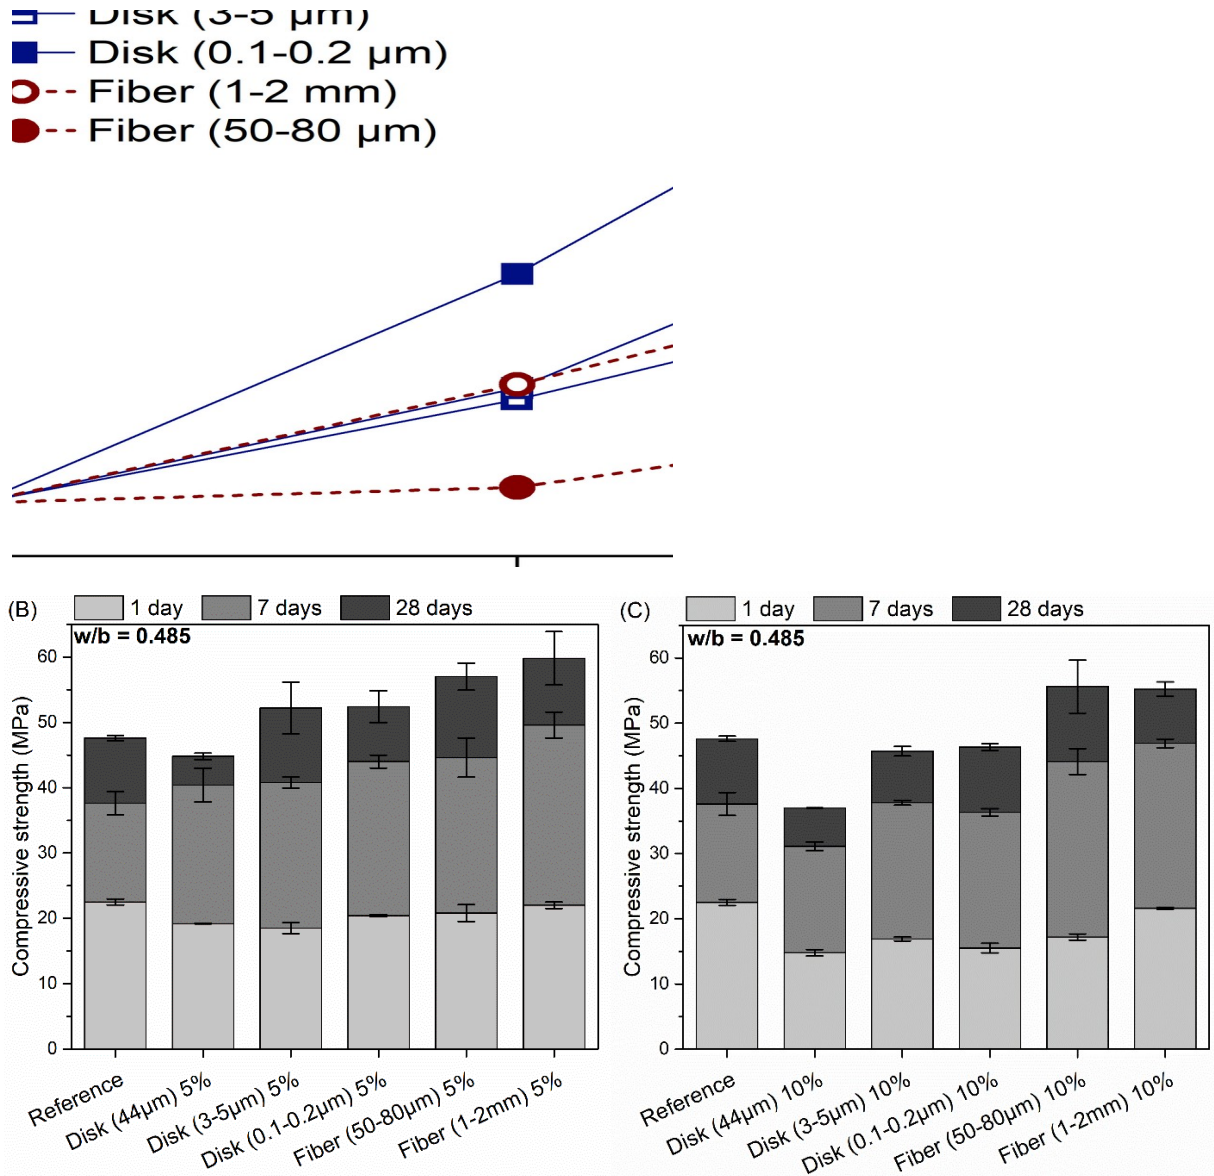 Disk (3-5 µm)
Disk (0.1-0.2 µm)
Fiber (1-2 mm)
Fiber (50-80 µm)
(B) 1 day 7 days 28 days
w/b = 0.485
Compressive strength (MPa)
60
50
40
30
20
10
0
Reference
Disk (44µm) 5%
Disk (3-5µm) 5%
Disk (0.1-0.2µm) 5%
Fiber (50-80µm) 5%
Fiber (1-2mm) 5%
(C) 1 day 7 days 28 days
w/b = 0.485
Compressive strength (MPa)
60
50
40
30
20
10
0
Reference
Disk (44µm) 10%
Disk (3-5µm) 10%
Disk (0.1-0.2µm) 10%
Fiber (50-80µm) 10%
Fiber (1-2mm) 10%